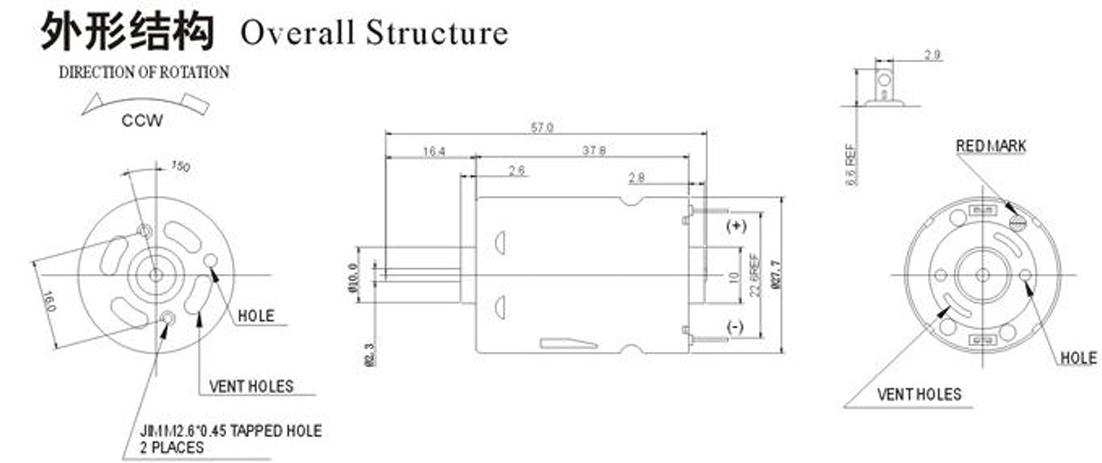 外形结构 Overall Structure
DIRECTION OF ROTATION
CCW
150
16.0
HOLE
VENT HOLES
JIMM2.6*0.45 TAPPED HOLE
2 PLACES
57.0
16.4
37.8
2.6
2.8
(+)
(-)
Ø10.0
Ø2.3
10
22.6REF
Ø27.7
2.9
6.6 REF
RED MARK
HOLE
VENT HOLES